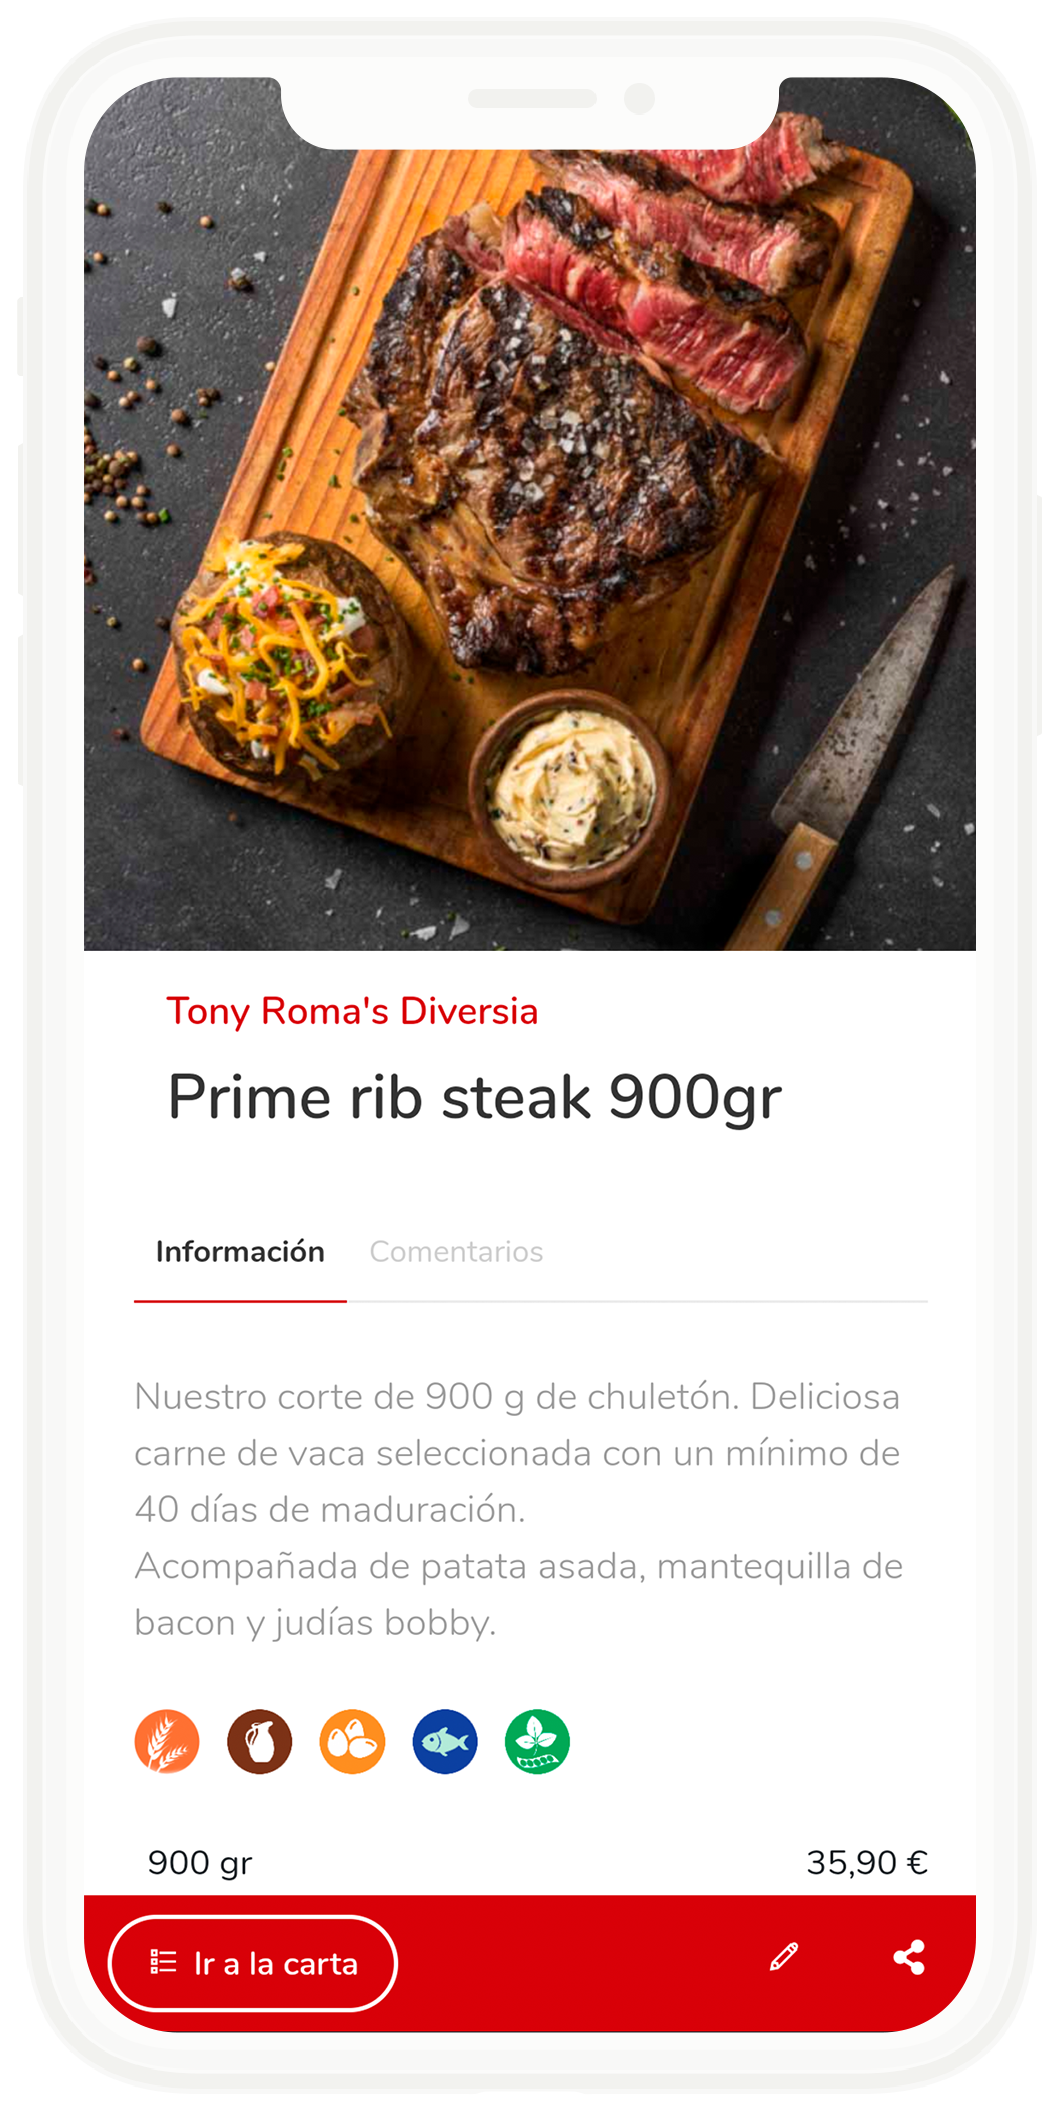 Tony Roma's Diversia
Prime rib steak 900gr
Información Comentarios
Nuestro corte de 900 g de chuletón. Deliciosa
carne de vaca seleccionada con un mínimo de
40 días de maduración.
Acompañada de patata asada, mantequilla de
bacon y judías bobby.
900 gr 35,90 €
Ir a la carta